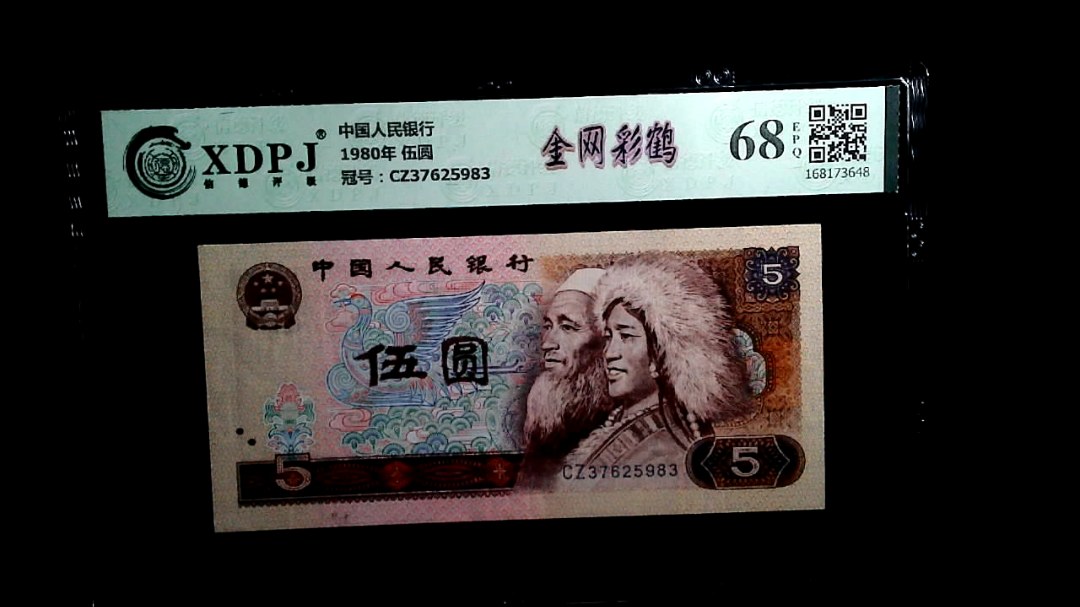 XDPJ®
信德评级
中国人民银行
1980年 伍圆
冠号：CZ37625983
金网彩鹤
68
EPQ
168173648
中国人民银行
5
伍圆
CZ37625983
5
5